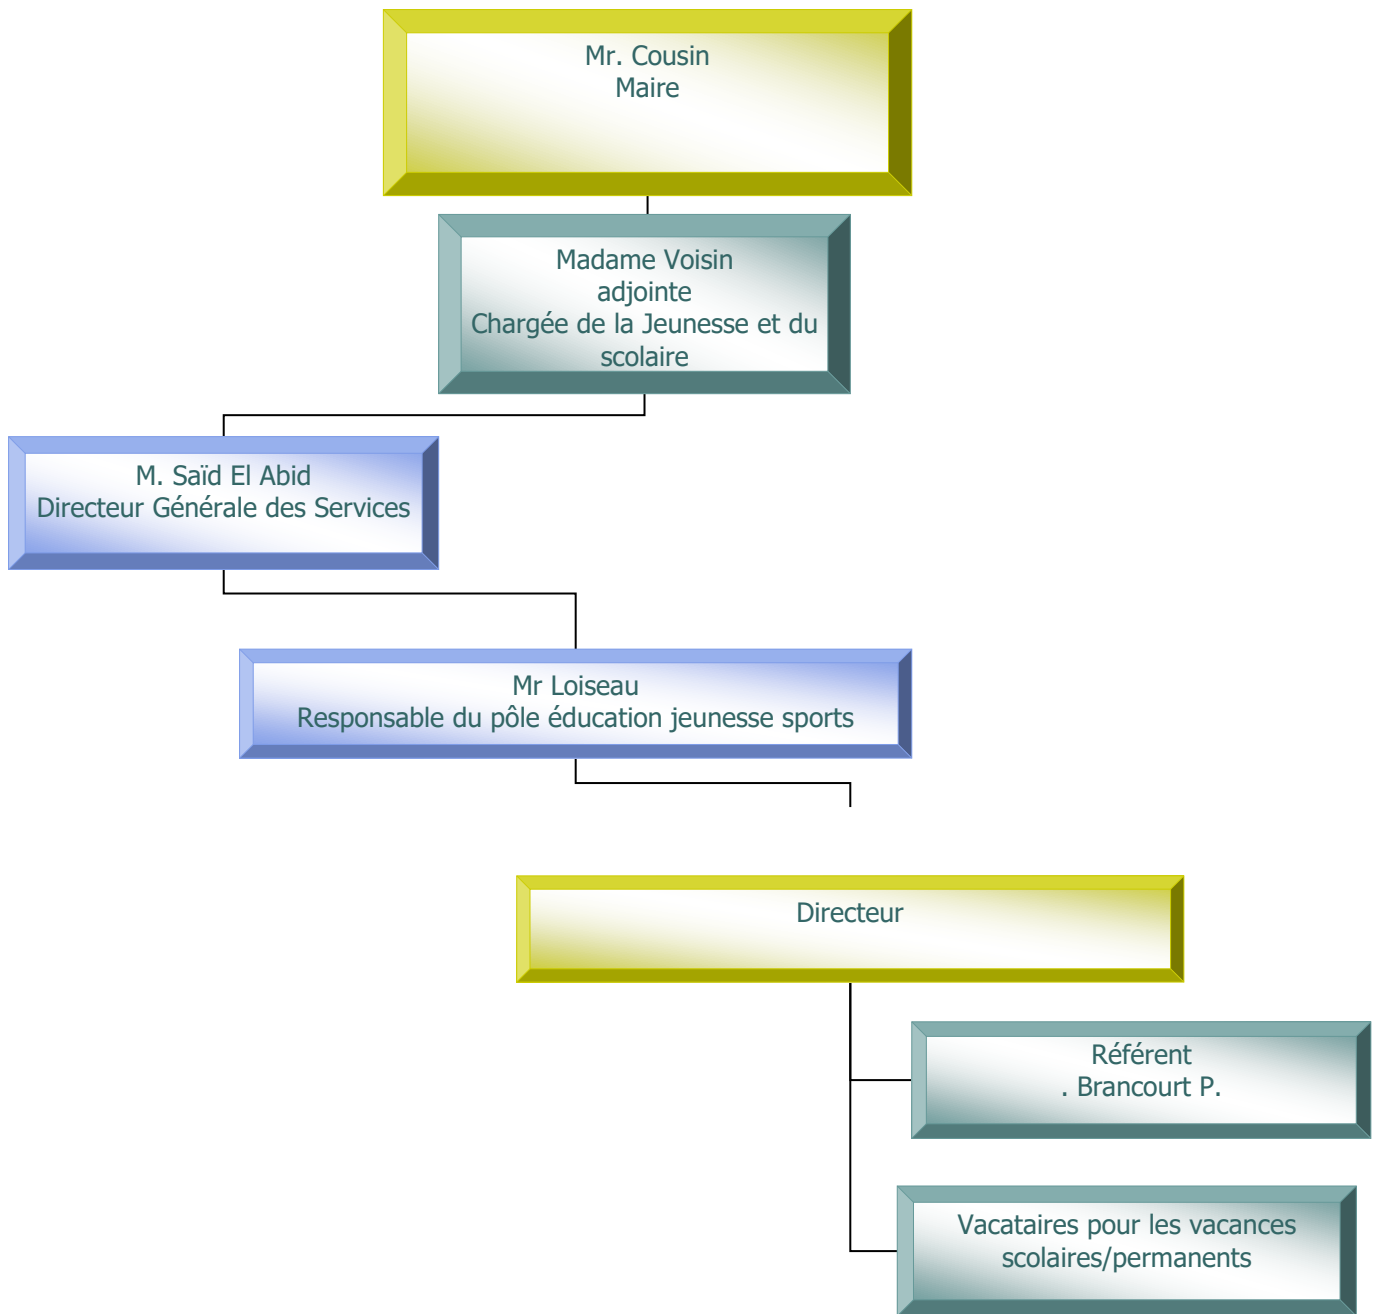 Mr. Cousin
Maire
Madame Voisin
adjointe
Chargée de la Jeunesse et du
scolaire
M. Saïd El Abid
Directeur Générale des Services
Mr Loiseau
Responsable du pôle éducation jeunesse sports
Directeur
Référent
. Brancourt P.
Vacataires pour les vacances
scolaires/permanents